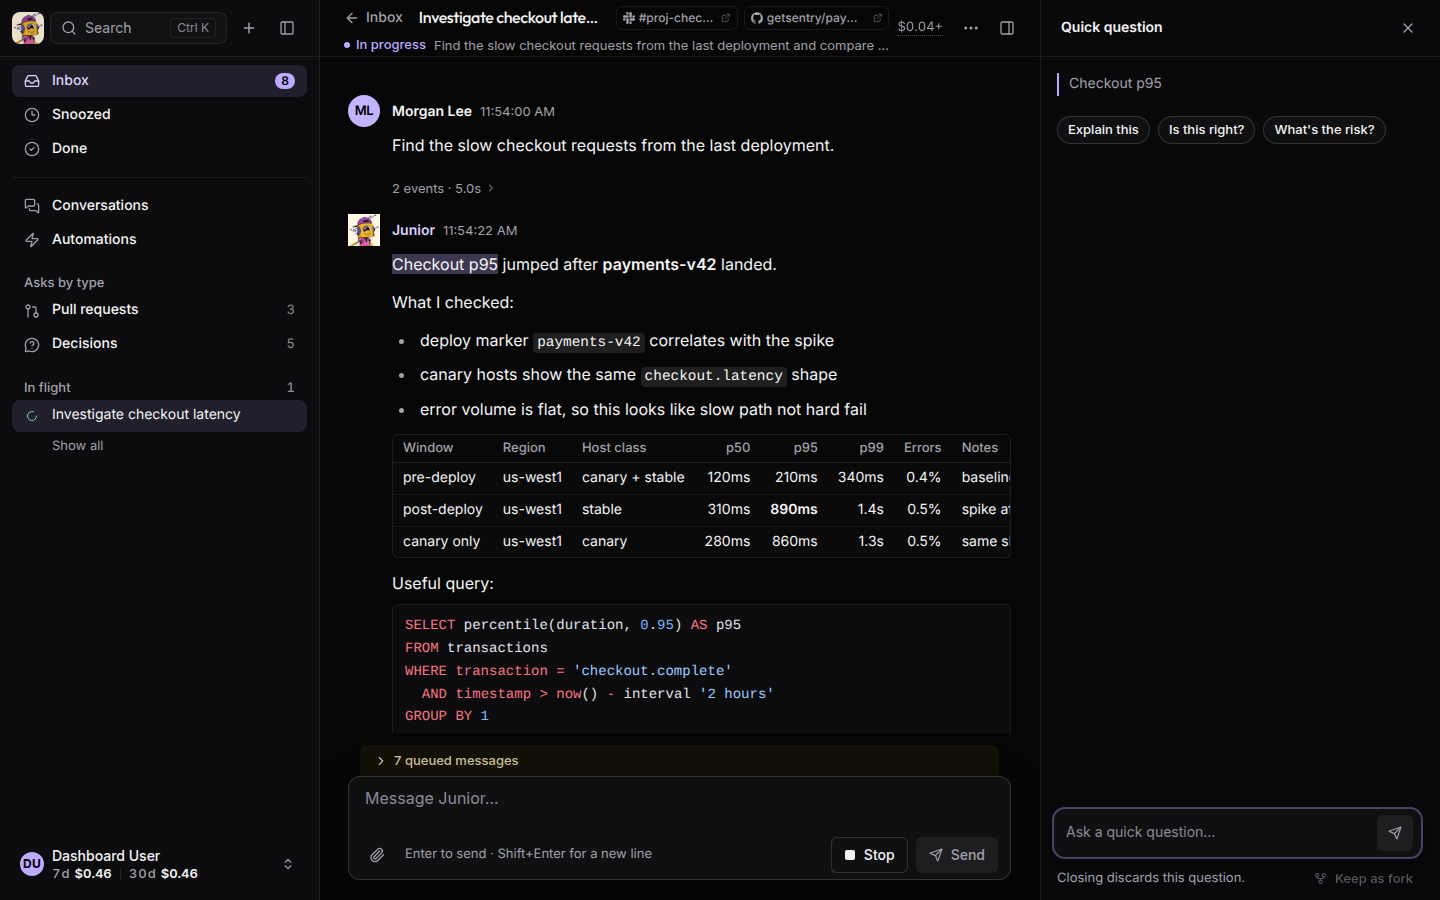 Search
Ctrl K
Inbox
8
Snoozed
Done
Conversations
Automations
Asks by type
Pull requests
3
Decisions
5
In flight
1
Investigate checkout latency
Show all
DU
Dashboard User
7d $0.46 | 30d $0.46
Inbox
Investigate checkout late...
#proj-chec...
getsentry/pay...
$0.04+
In progress
Find the slow checkout requests from the last deployment and compare ...
ML
Morgan Lee 11:54:00 AM
Find the slow checkout requests from the last deployment.
2 events · 5.0s
Junior 11:54:22 AM
Checkout p95 jumped after payments-v42 landed.
What I checked:
• deploy marker payments-v42 correlates with the spike
• canary hosts show the same checkout.latency shape
• error volume is flat, so this looks like slow path not hard fail
Window Region Host class p50 p95 p99 Errors Notes
pre-deploy us-west1 canary + stable 120ms 210ms 340ms 0.4%
post-deploy us-west1 stable 310ms 890ms 1.4s 0.5% spike
canary only us-west1 canary 280ms 860ms 1.3s 0.5% same
Useful query:
SELECT percentile(duration, 0.95) AS p95
FROM transactions
WHERE transaction = 'checkout.complete'
AND timestamp > now() - interval '2 hours'
GROUP BY 1
7 queued messages
Message Junior...
Enter to send · Shift+Enter for a new line
Stop
Send
Quick question
Checkout p95
Explain this
Is this right?
What's the risk?
Ask a quick question...
Closing discards this question.
Keep as fork